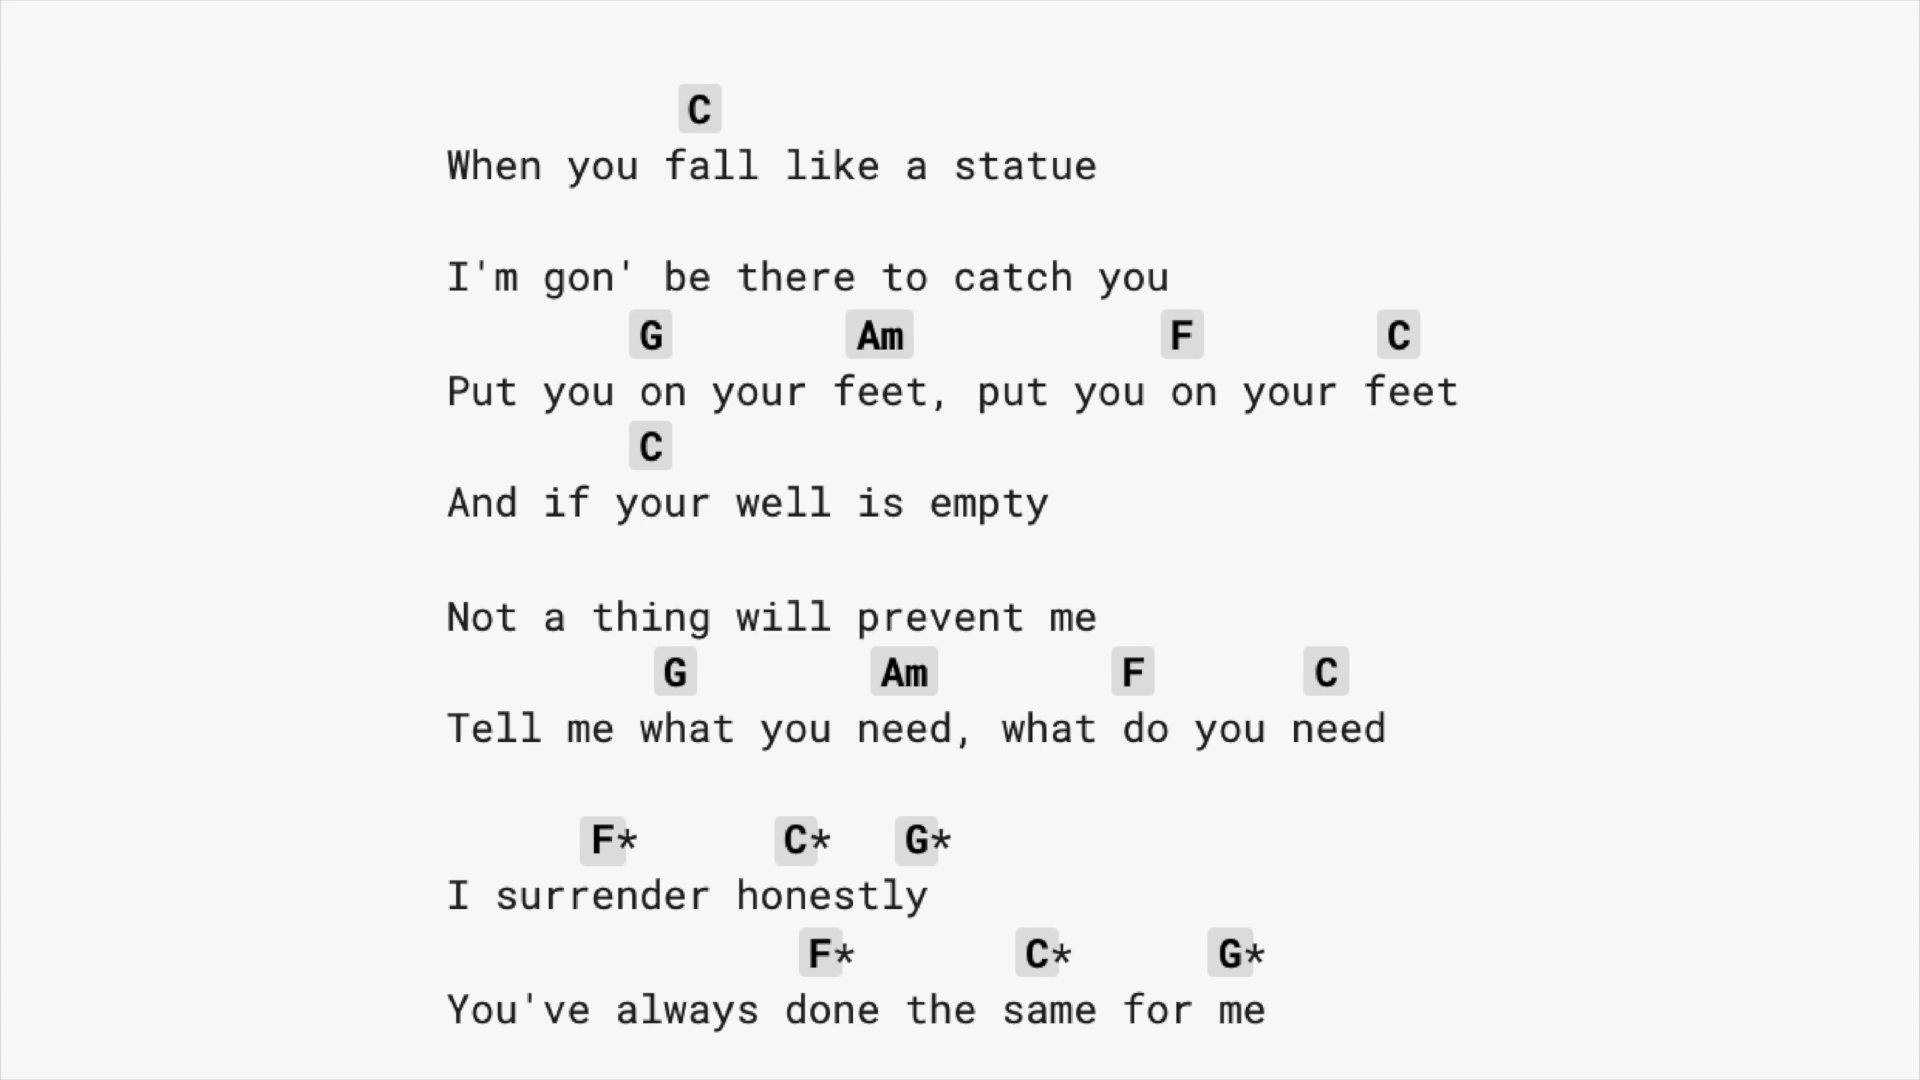 C
When you fall like a statue
I'm gon' be there to catch you
G Am F C
Put you on your feet, put you on your feet
C
And if your well is empty
Not a thing will prevent me
G Am F C
Tell me what you need, what do you need
F* C* G*
I surrender honestly
F* C* G*
You've always done the same for me